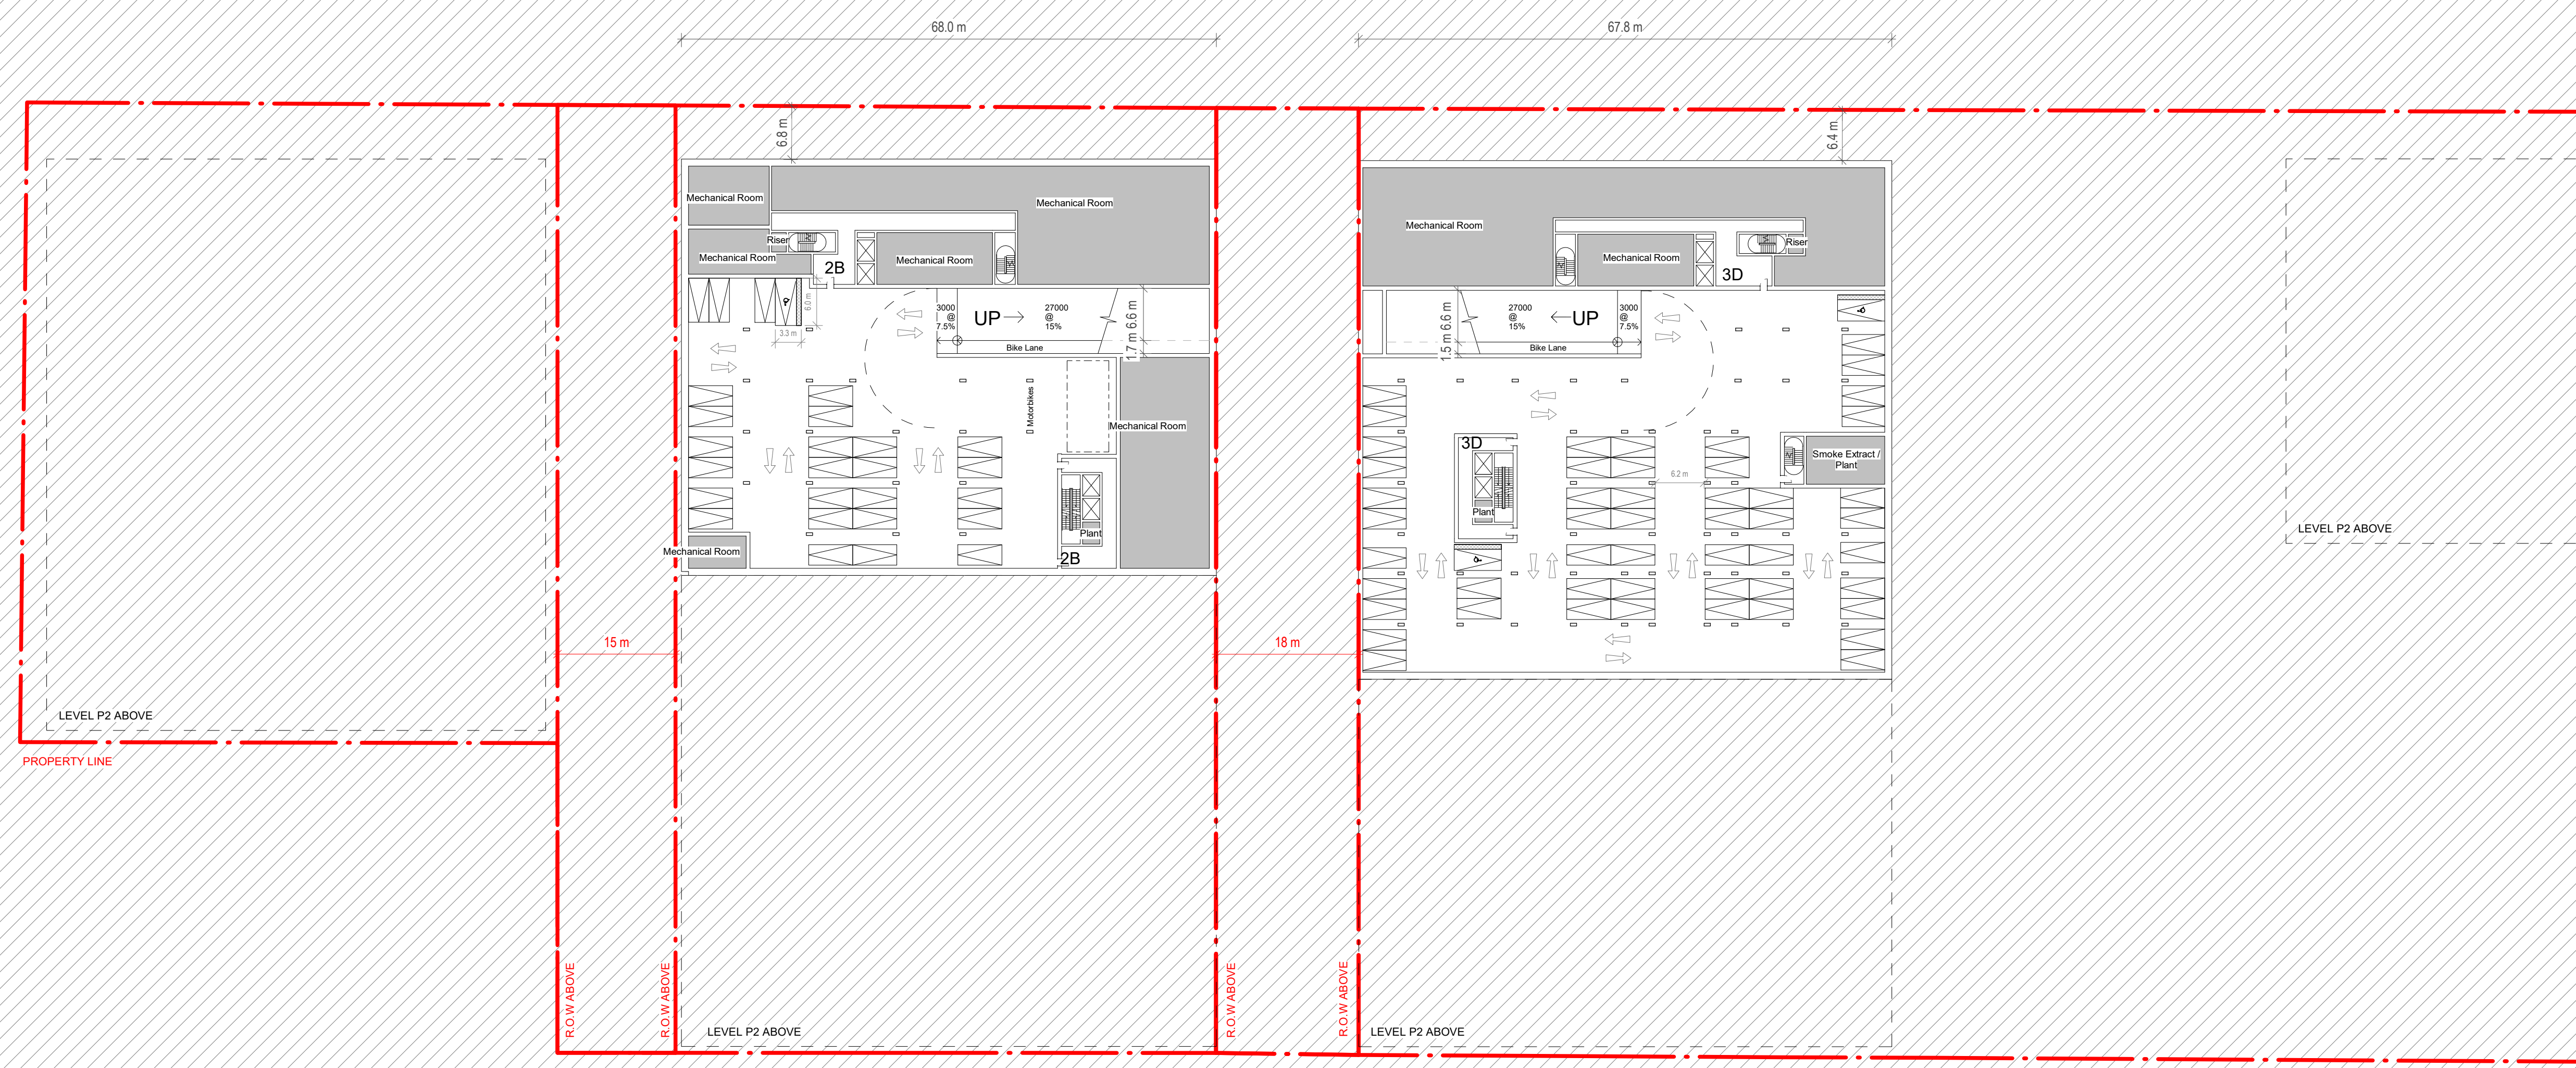 68.0 m
67.8 m
6.8 m
6.4 m
Mechanical Room
Mechanical Room
Riser
Mechanical Room
2B
Mechanical Room
3000
@
7.5%
UP
27000
@
15%
Bike Lane
1.7 m
6.6 m
6.0 m
3.3 m
Motorbikes
Mechanical Room
Plant
2B
Mechanical Room
Mechanical Room
Mechanical Room
3D
Riser
1.5 m
6.6 m
27000
@
15%
UP
3000
@
7.5%
Bike Lane
3D
Plant
6.2 m
Smoke Extract /
Plant
15 m
18 m
LEVEL P2 ABOVE
LEVEL P2 ABOVE
PROPERTY LINE
R.O.W ABOVE
R.O.W ABOVE
R.O.W ABOVE
R.O.W ABOVE
LEVEL P2 ABOVE
LEVEL P2 ABOVE